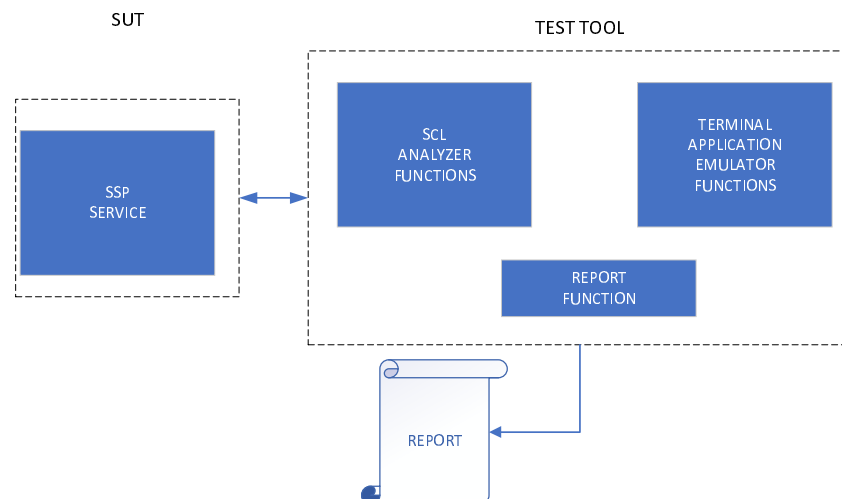 SUT
TEST TOOL
SSP
SERVICE
SCL
ANALYZER
FUNCTIONS
TERMINAL
APPLICATION
EMULATOR
FUNCTIONS
REPORT
FUNCTION
REPORT